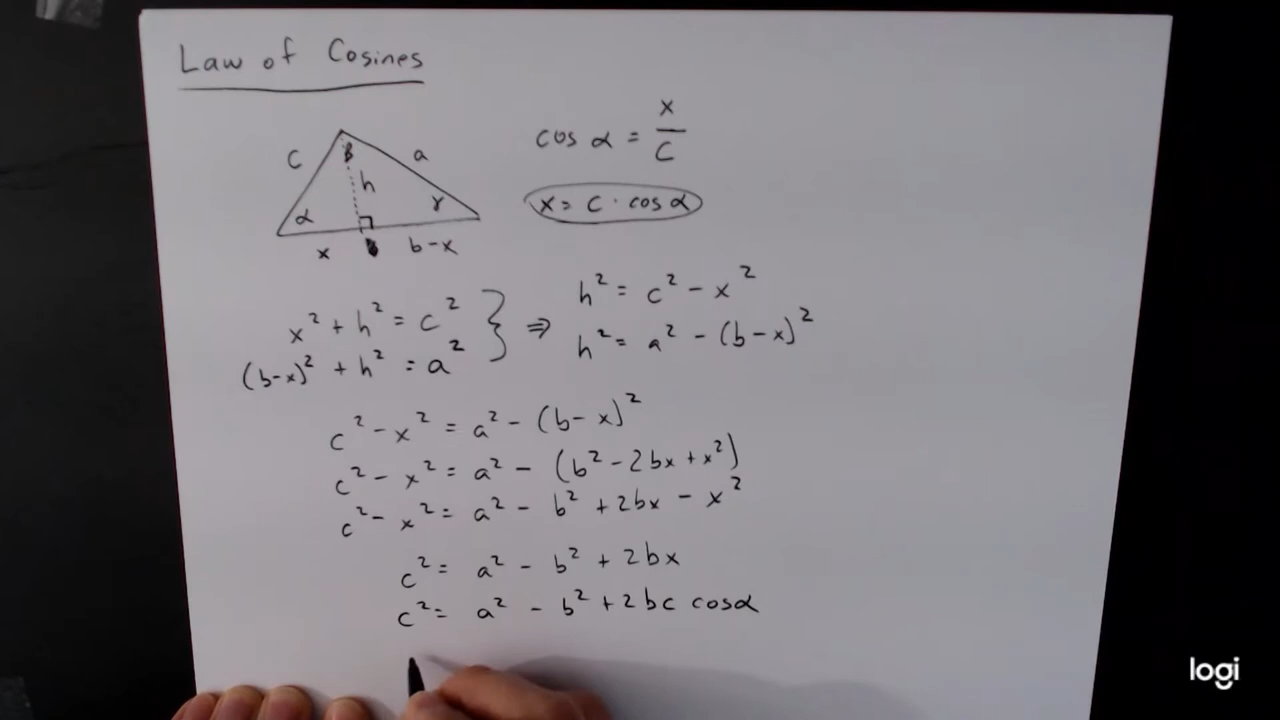 Law of Cosines
cos α = x/c
c
β
a
h
α
γ
x = c · cos α
x
b-x
x² + h² = c² } ⇒ h² = c² - x²
(b-x)² + h² = a² h² = a² - (b-x)²
c² - x² = a² - (b-x)²
c² - x² = a² - (b² - 2bx + x²)
c² - x² = a² - b² + 2bx - x²
c² = a² - b² + 2bx
c² = a² - b² + 2bc cosα
logi